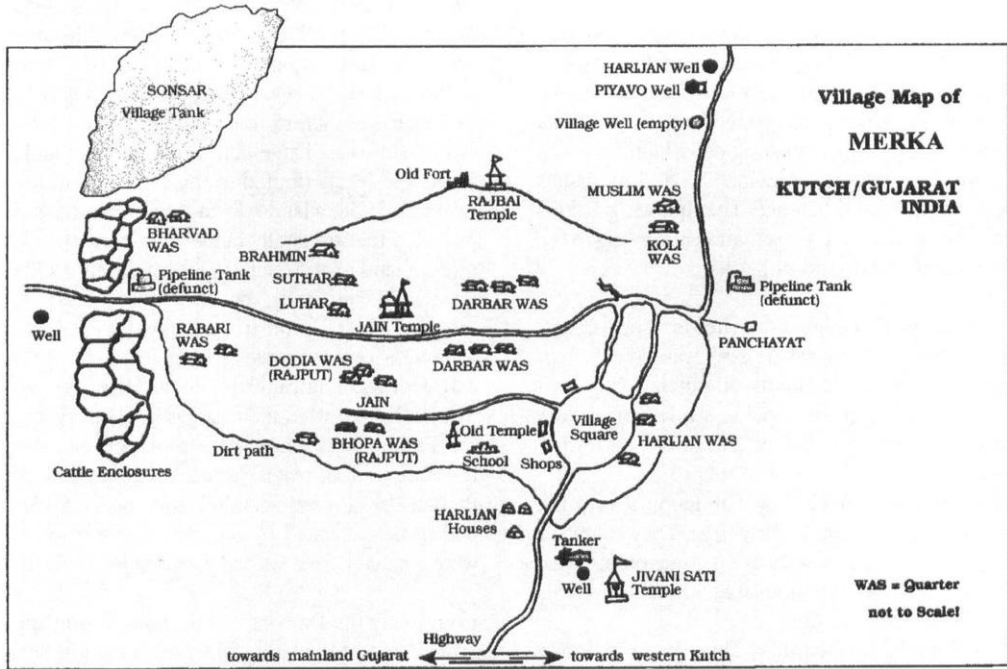 SONSAR
Village Tank
HARIJAN Well
PIYAVO Well
Village Well (empty)
Village Map of
MERKA
KUTCH/GUJARAT
INDIA
Old Fort
RAJBAI
Temple
MUSLIM WAS
KOLI
WAS
BHARVAD
WAS
BRAHMIN
SUTHAR
LUHAR
Pipeline Tank
(defunct)
JAIN Temple
DARBAR WAS
Pipeline Tank
(defunct)
Well
RABARI
WAS
PANCHAYAT
DODIA WAS
(RAJPUT)
DARBAR WAS
JAIN
Village
Square
HARIJAN WAS
BHOPA WAS
(RAJPUT)
Old Temple
School
Shops
Dirt path
Cattle Enclosures
HARIJAN
Houses
Tanker
Well
JIVANI SATI
Temple
WAS = Quarter
not to Scale!
Highway
towards mainland Gujarat
towards western Kutch